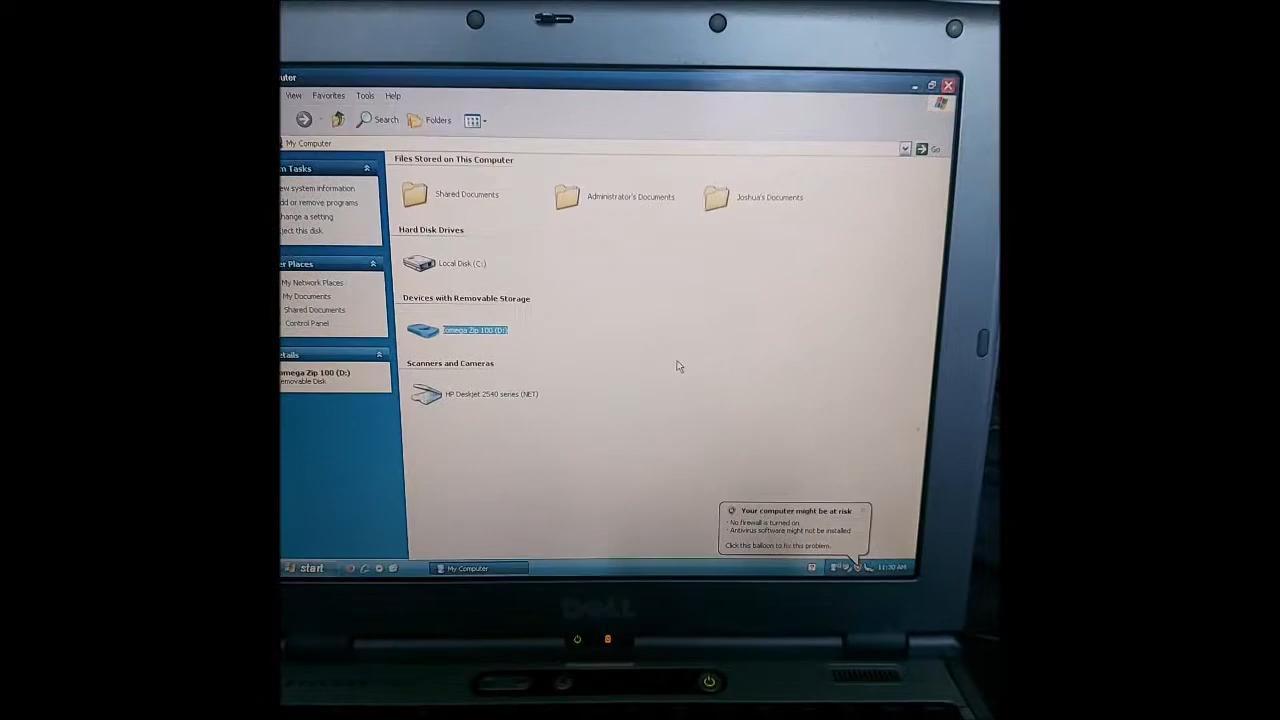 uter
View Favorites Tools Help
Search Folders
My Computer Go
m Tasks
ew system information
dd or remove programs
hange a setting
ject this disk
er Places
My Network Places
My Documents
Shared Documents
Control Panel
etails
omega Zip 100 (D:)
emovable Disk
Files Stored on This Computer
Shared Documents Administrator's Documents Joshua's Documents
Hard Disk Drives
Local Disk (C:)
Devices with Removable Storage
Iomega Zip 100 (D:)
Scanners and Cameras
HP Deskjet 2540 series (NET)
Your computer might be at risk
· No firewall is turned on
· Antivirus software might not be installed
Click this balloon to fix this problem.
start My Computer 11:30 AM
DELL